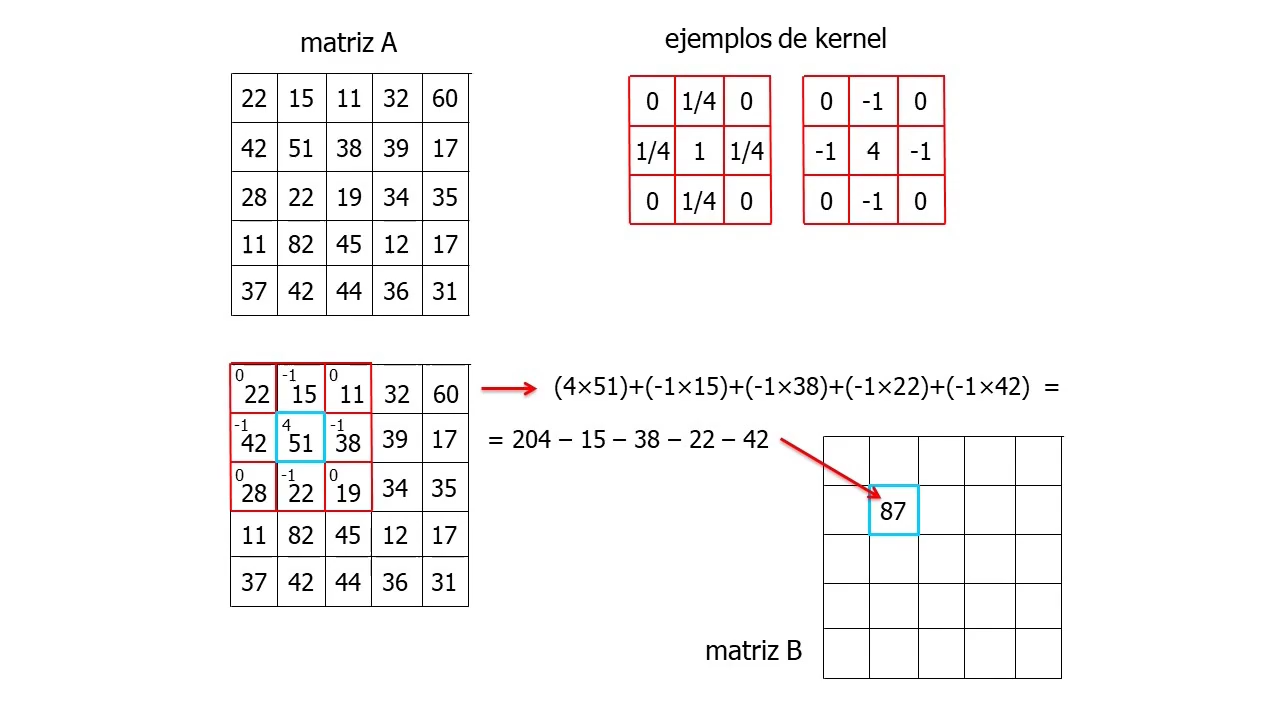 matriz A
ejemplos de kernel
22 15 11 32 60
42 51 38 39 17
28 22 19 34 35
11 82 45 12 17
37 42 44 36 31
0 1/4 0
1/4 1 1/4
0 1/4 0
0 -1 0
-1 4 -1
0 -1 0
0 -1 0
22 15 11 32 60
-1 4 -1
42 51 38 39 17
0 -1 0
28 22 19 34 35
11 82 45 12 17
37 42 44 36 31
(4×51)+(-1×15)+(-1×38)+(-1×22)+(-1×42) =
= 204 – 15 – 38 – 22 – 42
87
matriz B